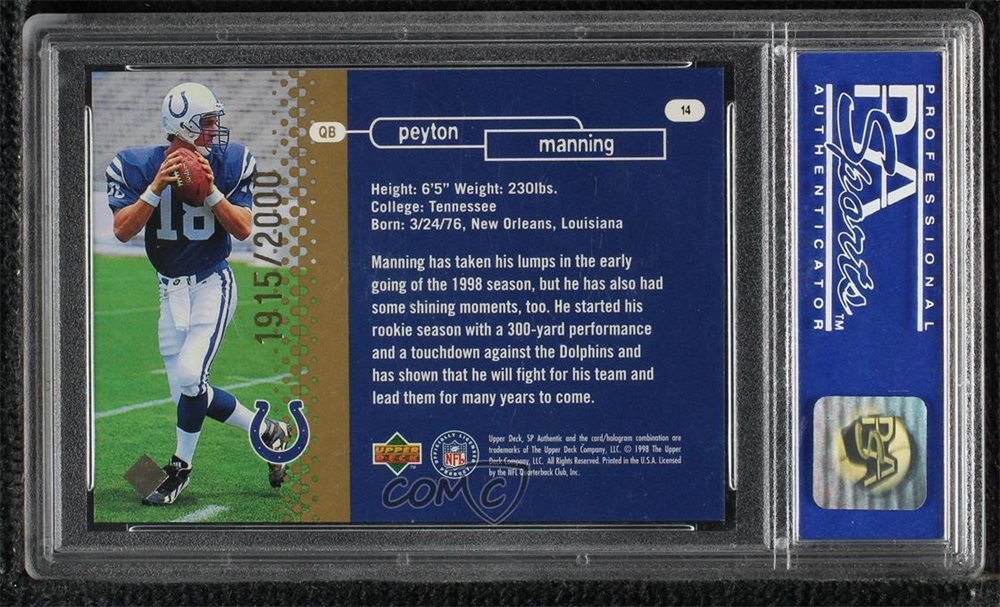 14
QB
peyton
manning
Height: 6'5" Weight: 230lbs.
College: Tennessee
Born: 3/24/76, New Orleans, Louisiana
Manning has taken his lumps in the early
going of the 1998 season, but he has also had
some shining moments, too. He started his
rookie season with a 300-yard performance
and a touchdown against the Dolphins and
has shown that he will fight for his team and
lead them for many years to come.
1915/2000
18
18
UPPER
DECK
OFFICIALLY LICENSED
NFL
PRODUCT
Upper Deck, SP Authentic and the card/hologram combination are
trademarks of The Upper Deck Company, LLC. © 1998 The Upper
Deck Company, LLC. All Rights Reserved. Printed in the U.S.A. Licensed
by the NFL Quarterback Club, Inc.
COMC
PROFESSIONAL
PSA
Sports™
AUTHENTICATOR
PSA